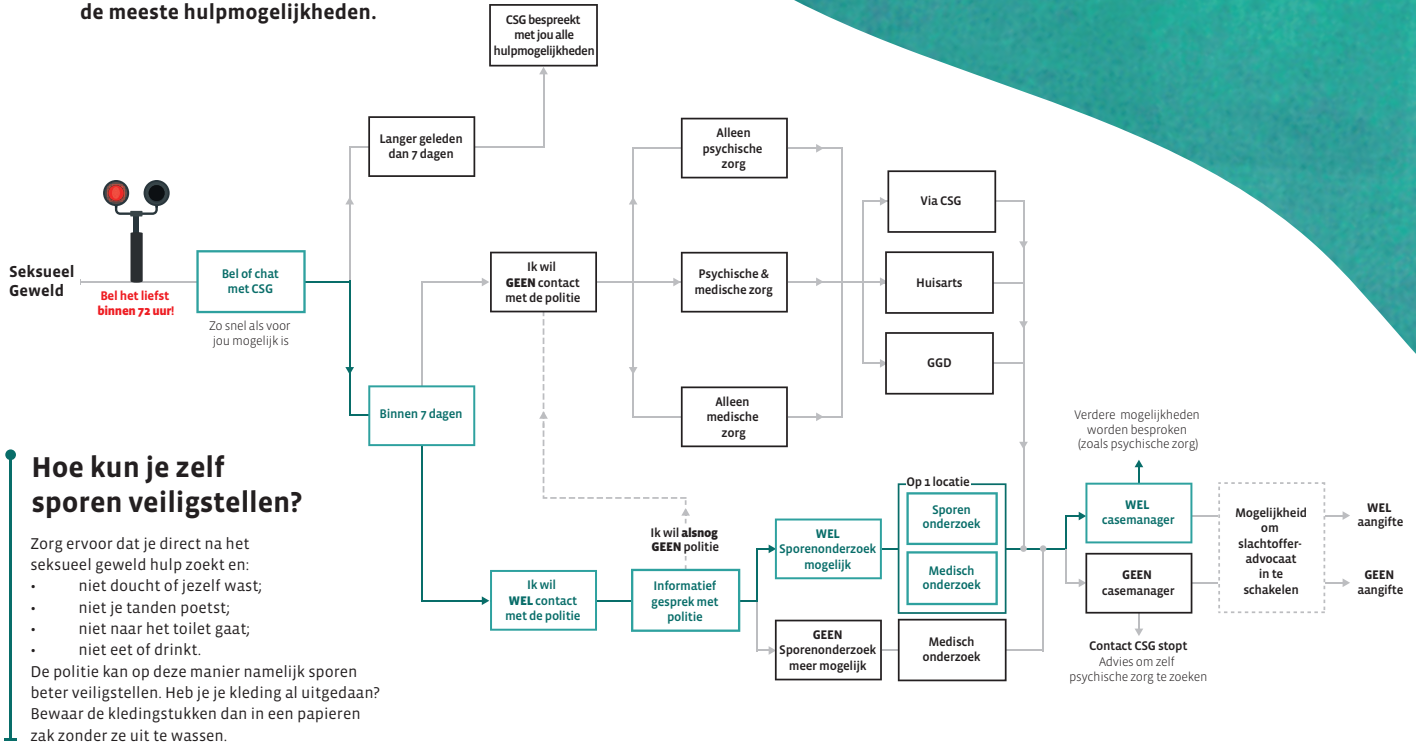 de meeste hulpmogelijkheden.
CSG bespreekt
met jou alle
hulpmogelijkheden
Langer geleden
dan 7 dagen
Alleen
psychische
zorg
Via CSG
Seksueel
Geweld
Bel het liefst
binnen 72 uur!
Bel of chat
met CSG
Zo snel als voor
jou mogelijk is
Ik wil
GEEN contact
met de politie
Psychische &
medische zorg
Huisarts
GGD
Binnen 7 dagen
Alleen
medische
zorg
Verdere mogelijkheden
worden besproken
(zoals psychische zorg)
Hoe kun je zelf
sporen veiligstellen?
Zorg ervoor dat je direct na het
seksueel geweld hulp zoekt en:
• niet doucht of jezelf wast;
• niet je tanden poetst;
• niet naar het toilet gaat;
• niet eet of drinkt.
De politie kan op deze manier namelijk sporen
beter veiligstellen. Heb je je kleding al uitgedaan?
Bewaar de kledingstukken dan in een papieren
zak zonder ze uit te wassen.
Ik wil
WEL contact
met de politie
Ik wil alsnog
GEEN politie
Informatief
gesprek met
politie
WEL
Sporenonderzoek
mogelijk
Op 1 locatie
Sporen
onderzoek
Medisch
onderzoek
GEEN
Sporenonderzoek
meer mogelijk
Medisch
onderzoek
WEL
casemanager
GEEN
casemanager
Contact CSG stopt
Advies om zelf
psychische zorg te zoeken
Mogelijkheid
om
slachtoffer-
advocaat
in te
schakelen
WEL
aangifte
GEEN
aangifte